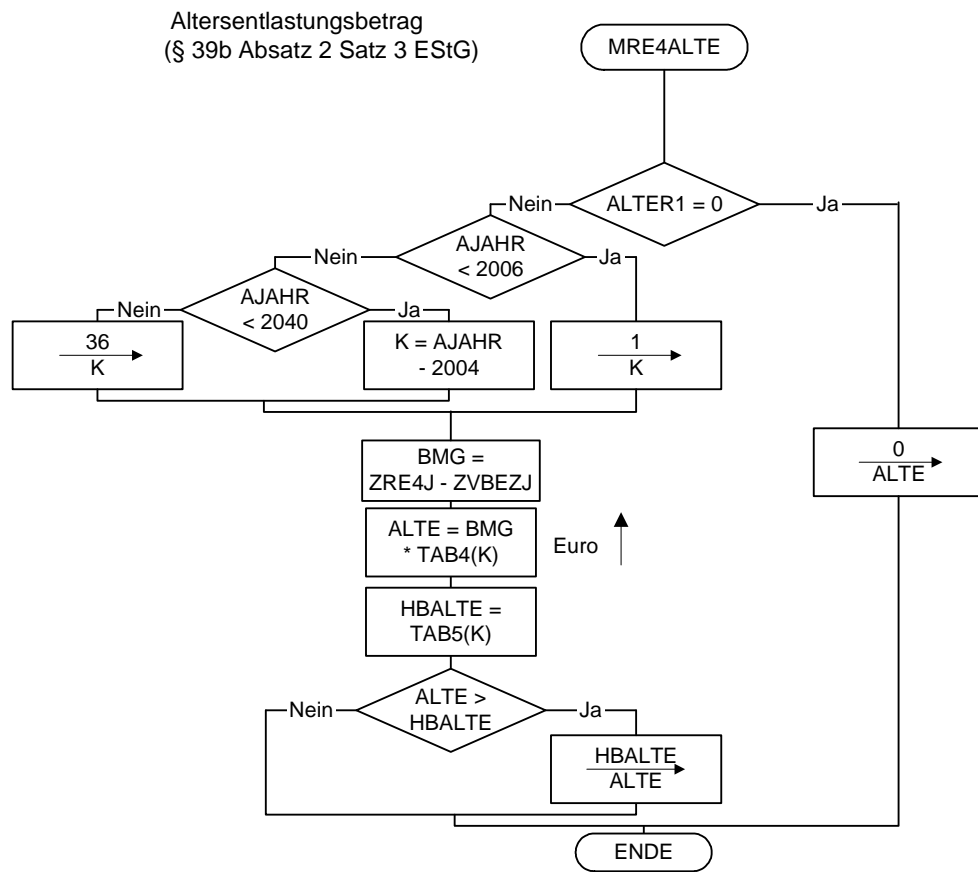 Altersentlastungsbetrag
(§ 39b Absatz 2 Satz 3 EStG)
MRE4ALTE
ALTER1 = 0
Nein
Ja
AJAHR
< 2006
Nein
Ja
AJAHR
< 2040
Nein
Ja
36
K
K = AJAHR
- 2004
1
K
BMG =
ZRE4J - ZVBEZJ
0
ALTE
ALTE = BMG
* TAB4(K)
Euro
HBALTE =
TAB5(K)
ALTE >
HBALTE
Nein
Ja
HBALTE
ALTE
ENDE